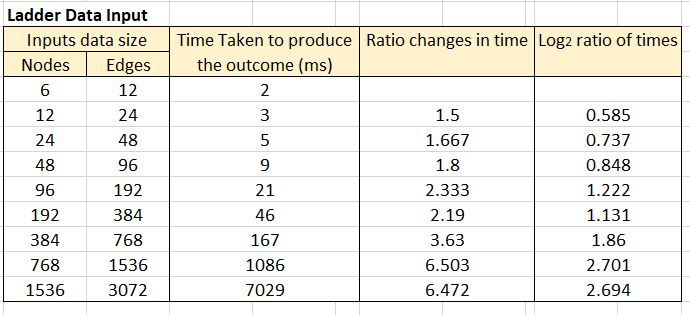 Ladder Data Input
Inputs data size Time Taken to produce the outcome (ms) Ratio changes in time Log2 ratio of times
Nodes Edges
6 12 2
12 24 3 1.5 0.585
24 48 5 1.667 0.737
48 96 9 1.8 0.848
96 192 21 2.333 1.222
192 384 46 2.19 1.131
384 768 167 3.63 1.86
768 1536 1086 6.503 2.701
1536 3072 7029 6.472 2.694